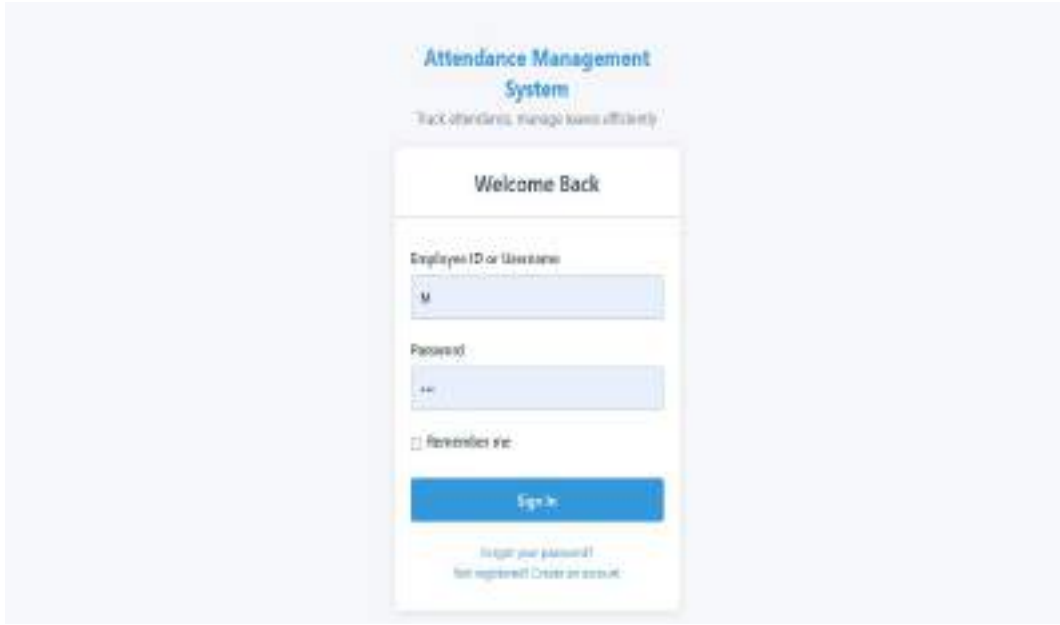 Attendance Management
System
Track attendance, manage leaves efficiently
Welcome Back
Employee ID or Username
M
Password
•••
Remember me
Sign In
Forgot your password?
Not registered? Create an account